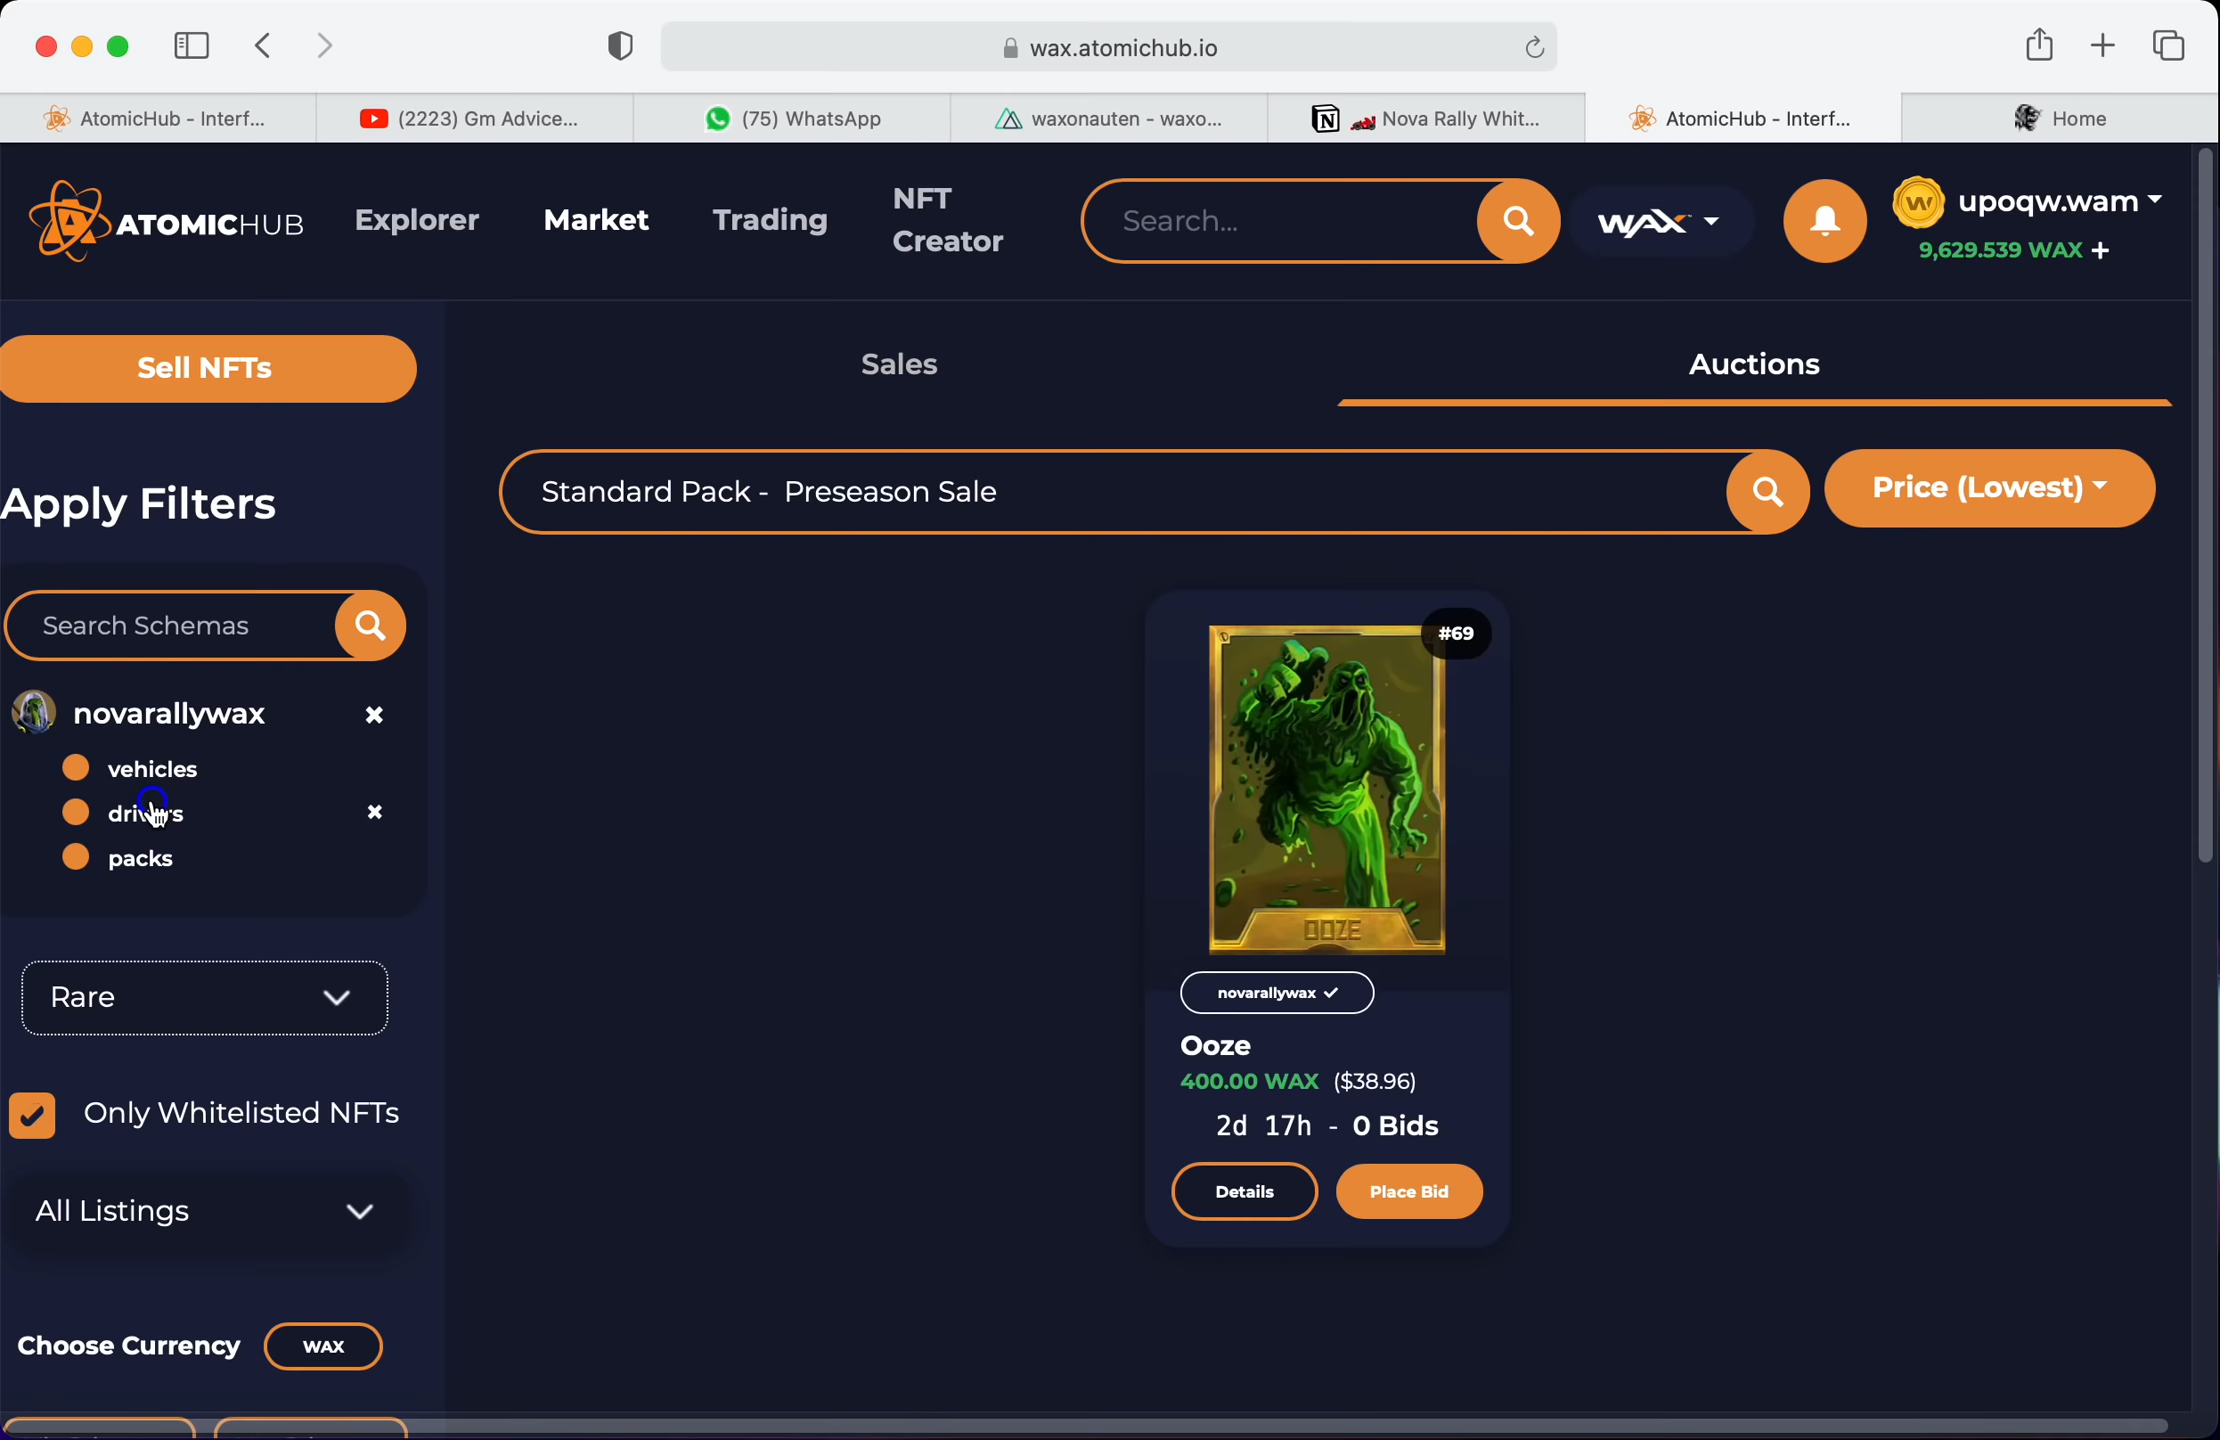 wax.atomichub.io
AtomicHub - Interf...
(2223) Gm Advice...
(75) WhatsApp
waxonauten - waxo...
Nova Rally Whit...
AtomicHub - Interf...
Home
ATOMICHUB
Explorer
Market
Trading
NFT
Creator
Search...
WAX
upoqw.wam
9,629.539 WAX +
Sell NFTs
Sales
Auctions
Standard Pack - Preseason Sale
Price (Lowest)
Apply Filters
Search Schemas
novarallywax
vehicles
drivers
packs
Rare
Only Whitelisted NFTs
All Listings
Choose Currency
WAX
#69
OOZE
novarallywax
Ooze
400.00 WAX ($38.96)
2d 17h - 0 Bids
Details
Place Bid